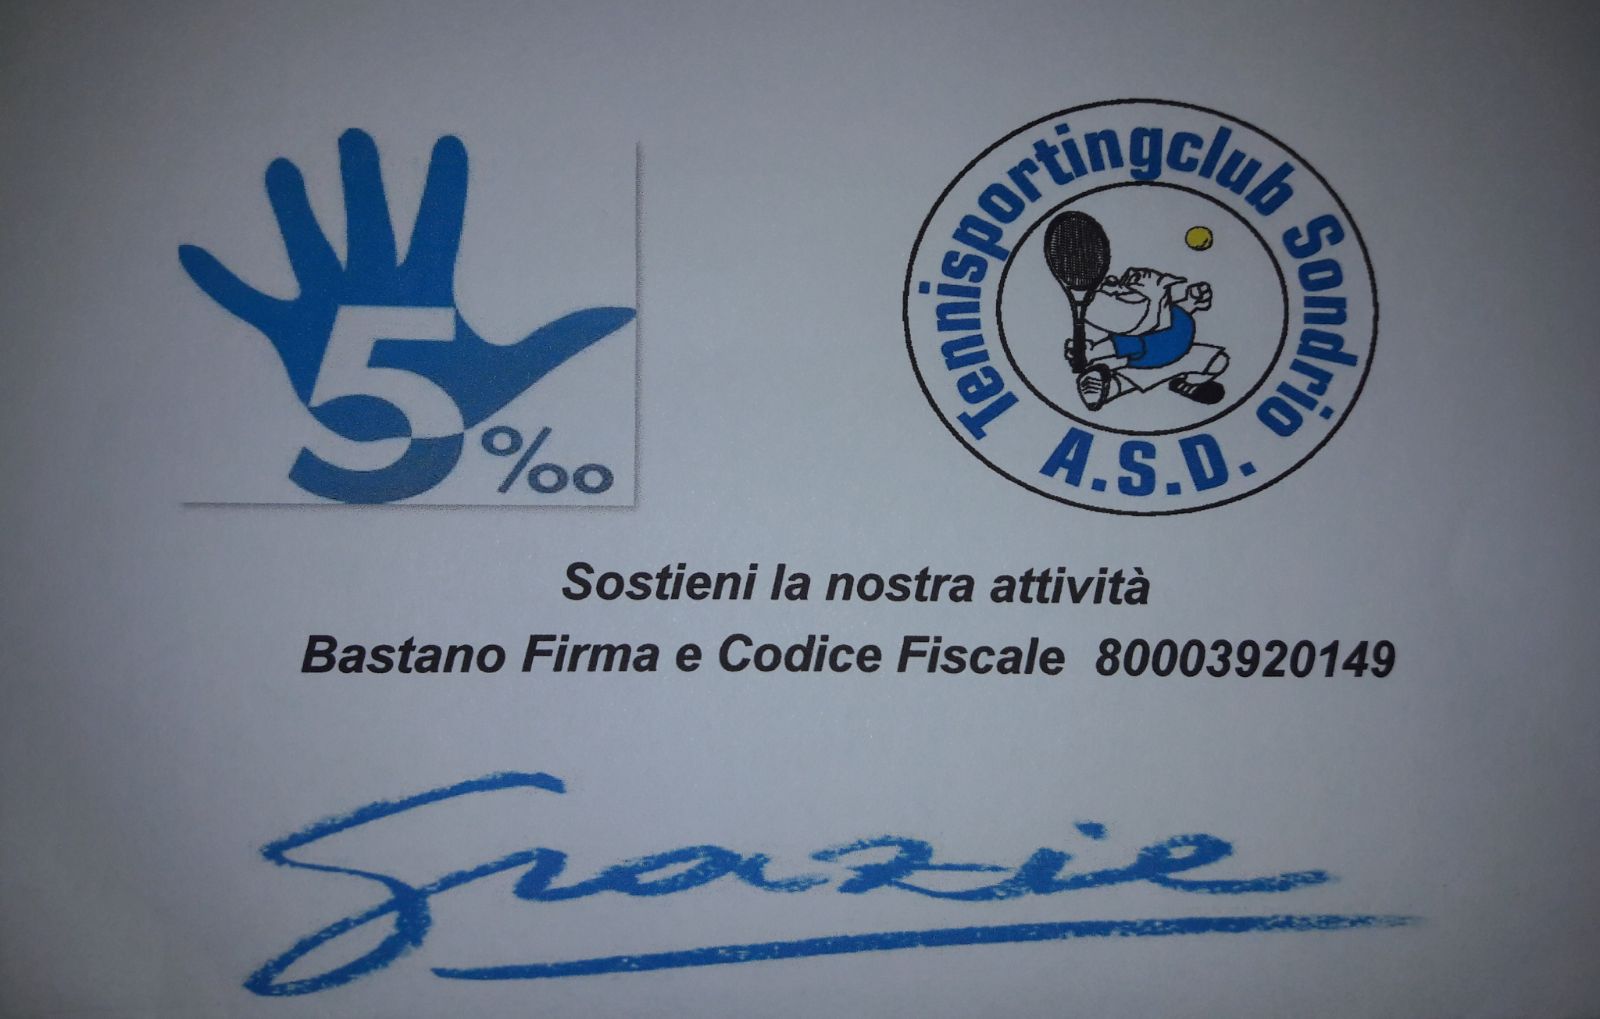 5‰
Tennisportingclub Sondrio
A.S.D.
Sostieni la nostra attività
Bastano Firma e Codice Fiscale 80003920149
Grazie